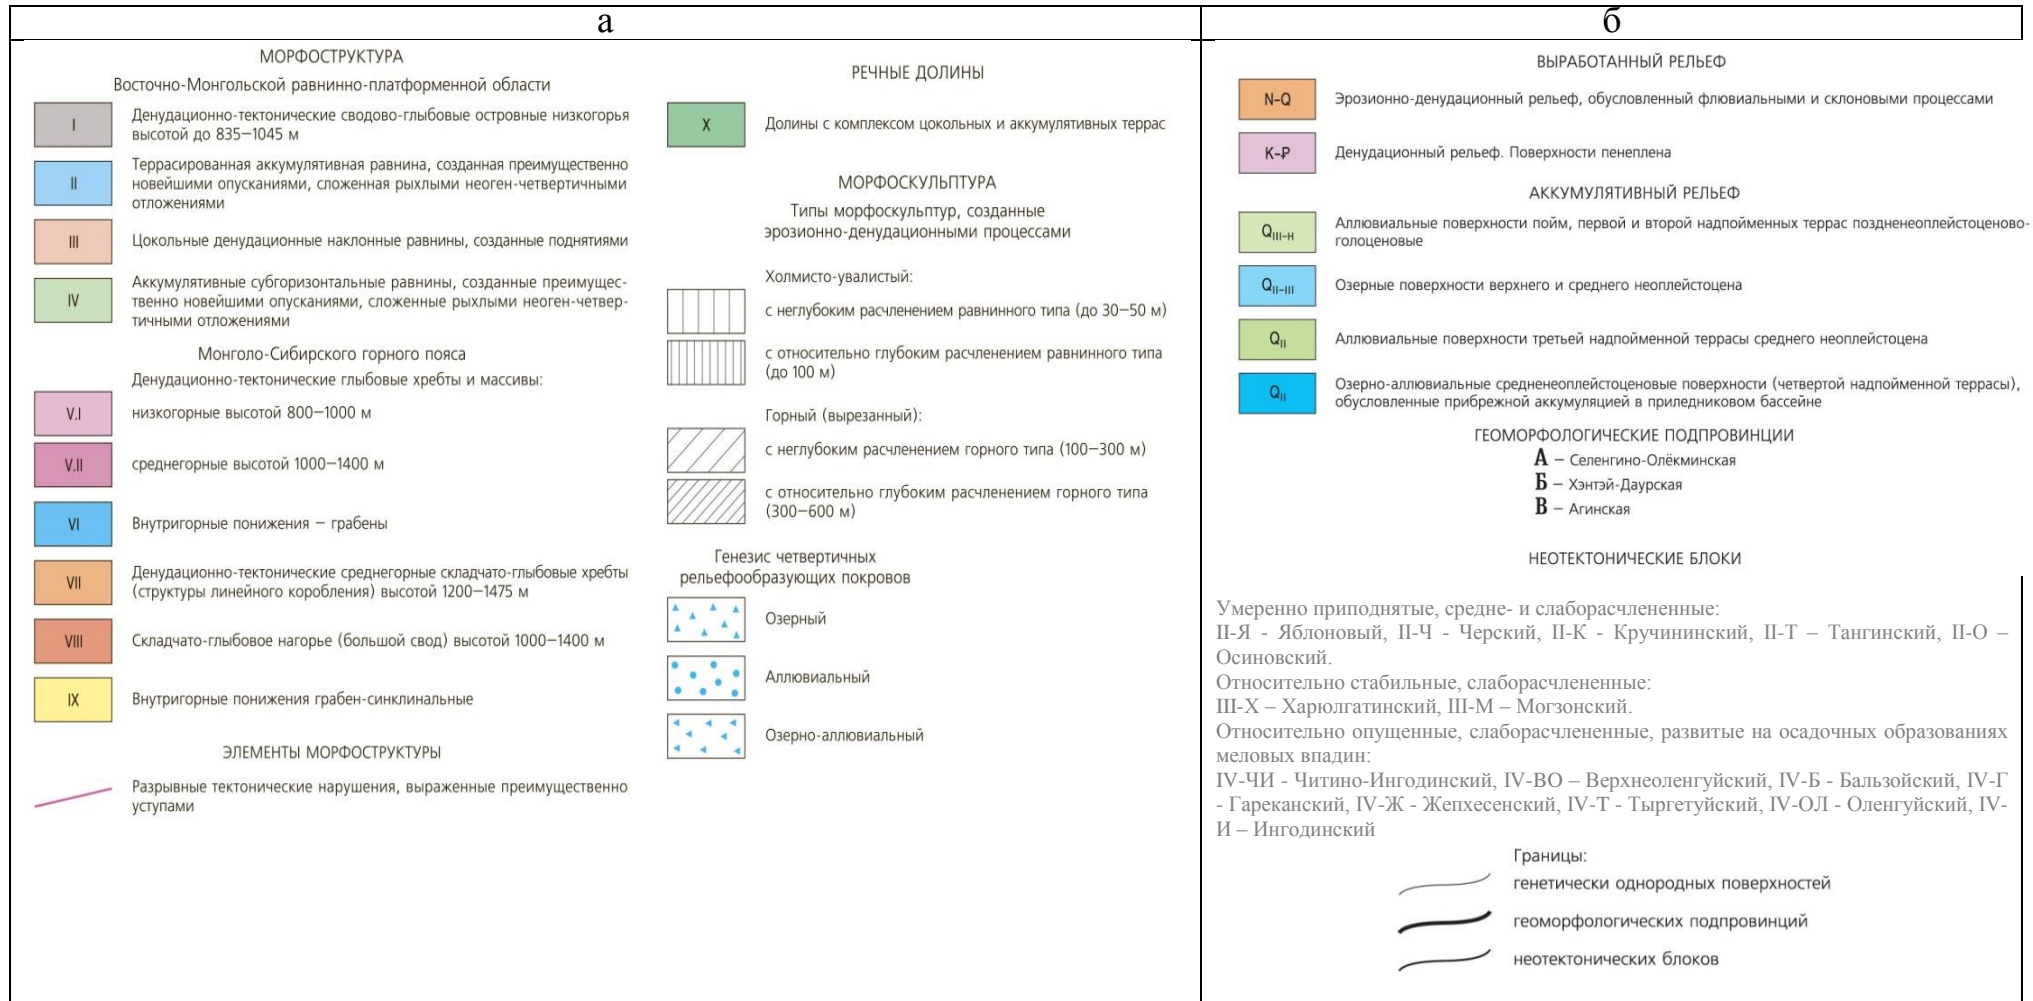 а
МОРФОСТРУКТУРА
Восточно-Монгольской равнинно-платформенной области
I
Денудационно-тектонические сводово-глыбовые островные низкогорья
высотой до 835–1045 м
II
Террасированная аккумулятивная равнина, созданная преимущественно
новейшими опусканиями, сложенная рыхлыми неоген-четвертичными
отложениями
III
Цокольные денудационные наклонные равнины, созданные поднятиями
IV
Аккумулятивные субгоризонтальные равнины, созданные преимущес-
твенно новейшими опусканиями, сложенные рыхлыми неоген-четвер-
тичными отложениями
Монголо-Сибирского горного пояса
Денудационно-тектонические глыбовые хребты и массивы:
V.I
низкогорные высотой 800–1000 м
V.II
среднегорные высотой 1000–1400 м
VI
Внутригорные понижения – грабены
VII
Денудационно-тектонические среднегорные складчато-глыбовые хребты
(структуры линейного коробления) высотой 1200–1475 м
VIII
Складчато-глыбовое нагорье (большой свод) высотой 1000–1400 м
IX
Внутригорные понижения грабен-синклинальные
ЭЛЕМЕНТЫ МОРФОСТРУКТУРЫ
Разрывные тектонические нарушения, выраженные преимущественно
уступами
РЕЧНЫЕ ДОЛИНЫ
X
Долины с комплексом цокольных и аккумулятивных террас
МОРФОСКУЛЬПТУРА
Типы морфоскульптур, созданные
эрозионно-денудационными процессами
Холмисто-увалистый:
с неглубоким расчленением равнинного типа (до 30–50 м)
с относительно глубоким расчленением равнинного типа
(до 100 м)
Горный (вырезанный):
с неглубоким расчленением горного типа (100–300 м)
с относительно глубоким расчленением горного типа
(300–600 м)
Генезис четвертичных
рельефообразующих покровов
Озерный
Аллювиальный
Озерно-аллювиальный
б
ВЫРАБОТАННЫЙ РЕЛЬЕФ
N–Q
Эрозионно-денудационный рельеф, обусловленный флювиальными и склоновыми процессами
K–₽
Денудационный рельеф. Поверхности пенеплена
АККУМУЛЯТИВНЫЙ РЕЛЬЕФ
QIII–H
Аллювиальные поверхности пойм, первой и второй надпойменных террас поздненеоплейстоценово-
голоценовые
QII–III
Озерные поверхности верхнего и среднего неоплейстоцена
QII
Аллювиальные поверхности третьей надпойменной террасы среднего неоплейстоцена
QII
Озерно-аллювиальные средненеоплейстоценовые поверхности (четвертой надпойменной террасы),
обусловленные прибрежной аккумуляцией в приледниковом бассейне
ГЕОМОРФОЛОГИЧЕСКИЕ ПОДПРОВИНЦИИ
А – Селенгино-Олёкминская
Б – Хэнтэй-Даурская
В – Агинская
НЕОТЕКТОНИЧЕСКИЕ БЛОКИ
Умеренно приподнятые, средне- и слаборасчлененные:
II-Я - Яблоновый, II-Ч - Черский, II-К - Кручининский, II-Т – Тангинский, II-О –
Осиновский.
Относительно стабильные, слаборасчлененные:
III-Х – Харюлгатинский, III-М – Могзонский.
Относительно опущенные, слаборасчлененные, развитые на осадочных образованиях
меловых впадин:
IV-ЧИ - Читино-Ингодинский, IV-ВО – Верхнеоленгуйский, IV-Б - Бальзойский, IV-Г
- Гареканский, IV-Ж - Жепхесенский, IV-Т - Тыргетуйский, IV-ОЛ - Оленгуйский, IV-
И – Ингодинский
Границы:
генетически однородных поверхностей
геоморфологических подпровинций
неотектонических блоков